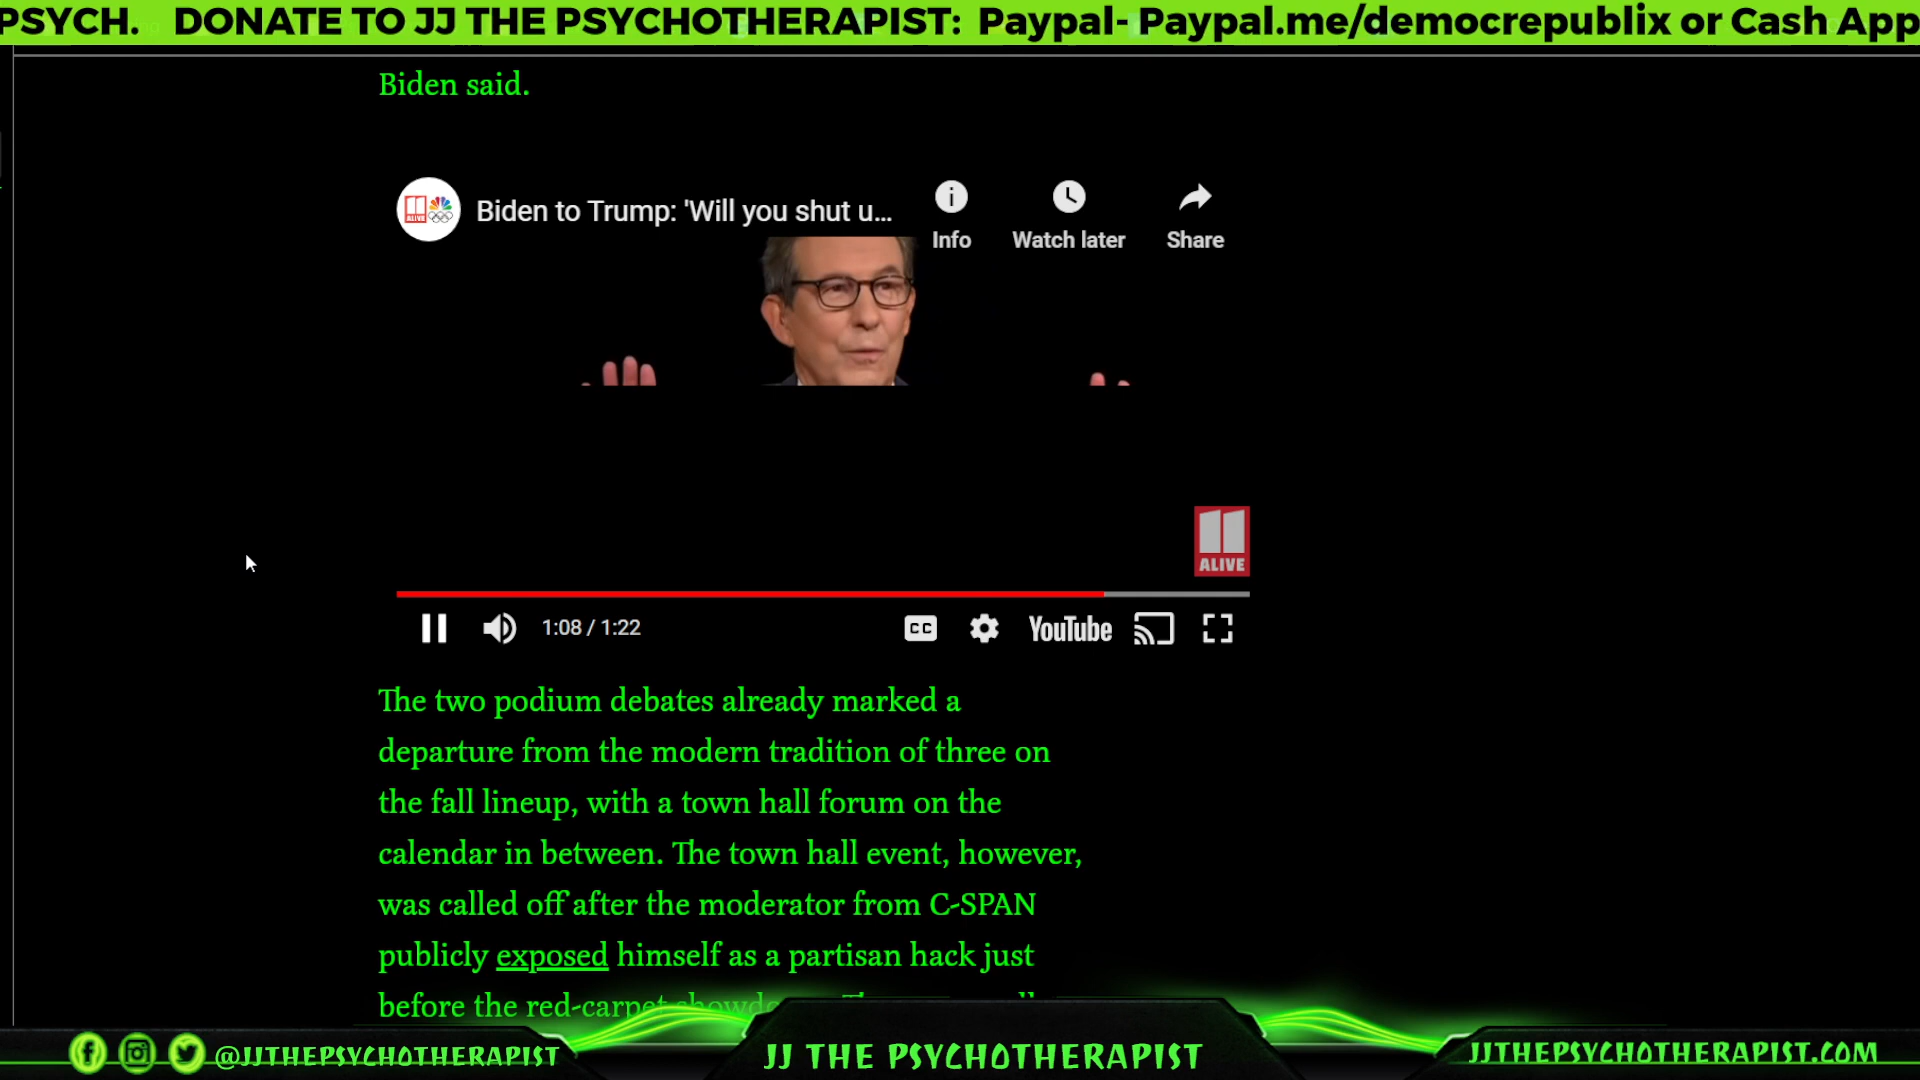 PSYCH. DONATE TO JJ THE PSYCHOTHERAPIST: Paypal- Paypal.me/democrepublix or Cash App
Biden said.
Biden to Trump: 'Will you shut u...
Info
Watch later
Share
11
ALIVE
11
ALIVE
1:08 / 1:22
CC
YouTube
The two podium debates already marked a
departure from the modern tradition of three on
the fall lineup, with a town hall forum on the
calendar in between. The town hall event, however,
was called off after the moderator from C-SPAN
publicly exposed himself as a partisan hack just
before the red-carpet
@JJTHEPSYCHOTHERAPIST
JJ THE PSYCHOTHERAPIST
JJTHEPSYCHOTHERAPIST.COM